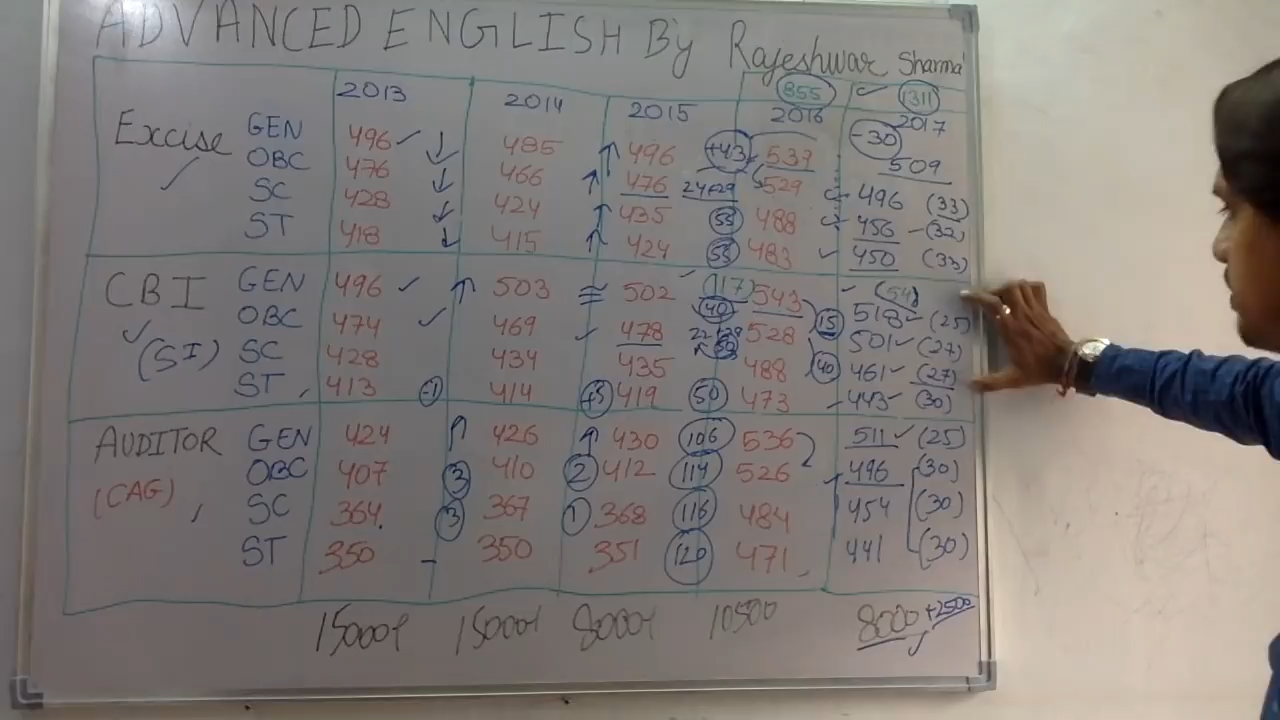 ADVANCED ENGLISH By Rajeshwar Sharma
855 1311
2013 2014 2015 2016 2017
-30
Excise GEN 496 485 496 +43 539 509
OBC 476 466 476 24+29 529 496 (33)
SC 428 424 435 53 488 456 (32)
ST 418 415 424 483 450 (33)
CBI GEN 496 503 502 (117) 543 (54)
(SI) OBC 474 469 478 40 528 15 518 (25)
SC 428 434 435 488 40 501 (27)
461 (27)
ST 413 414 419 50 473 443 (30)
AUDITOR GEN 424 426 430 106 536 511 (25)
(CAG) OBC 407 3 410 2 412 114 526 496 (30)
SC 364 3 367 1 368 116 484 454 (30)
ST 350 - 350 351 120 471 441 (30)
15000+ 15000+ 8000+ 10500 8000 +2500